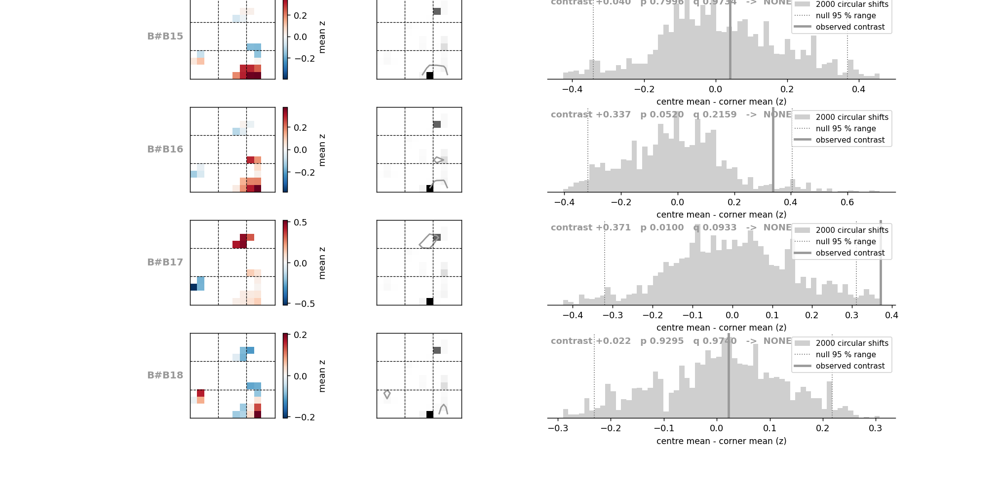 contrast +0.040 p 0.7996 q 0.9734 -> NONE
2000 circular shifts
null 95 % range
observed contrast
B#B15
0.2
0.0
−0.2
mean z
−0.4
−0.2
0.0
0.2
0.4
centre mean - corner mean (z)
contrast +0.337 p 0.0520 q 0.2159 -> NONE
2000 circular shifts
null 95 % range
observed contrast
B#B16
0.2
0.0
−0.2
mean z
−0.4
−0.2
0.0
0.2
0.4
0.6
centre mean - corner mean (z)
contrast +0.371 p 0.0100 q 0.0933 -> NONE
2000 circular shifts
null 95 % range
observed contrast
B#B17
0.5
0.0
−0.5
mean z
−0.4
−0.3
−0.2
−0.1
0.0
0.1
0.2
0.3
0.4
centre mean - corner mean (z)
contrast +0.022 p 0.9295 q 0.9740 -> NONE
2000 circular shifts
null 95 % range
observed contrast
B#B18
0.2
0.0
−0.2
mean z
−0.3
−0.2
−0.1
0.0
0.1
0.2
0.3
centre mean - corner mean (z)